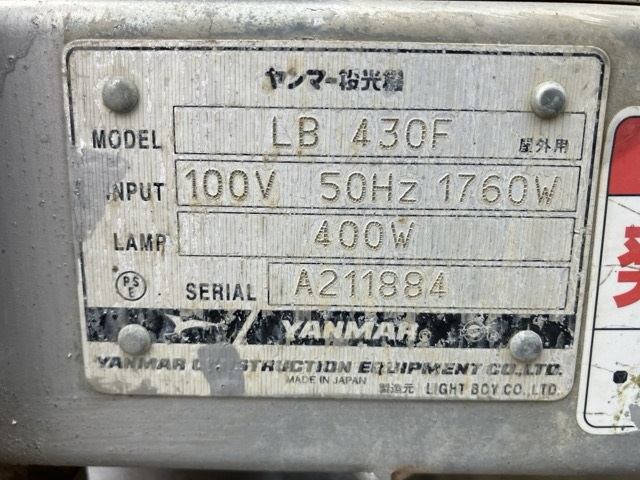 ヤンマー投光機
MODEL LB 430F 屋外用
INPUT 100V 50Hz 1760W
LAMP 400W
PSE SERIAL A211884
YANMAR
YANMAR CONSTRUCTION EQUIPMENT CO.,LTD.
MADE IN JAPAN 製造元 LIGHT BOY CO.,LTD.